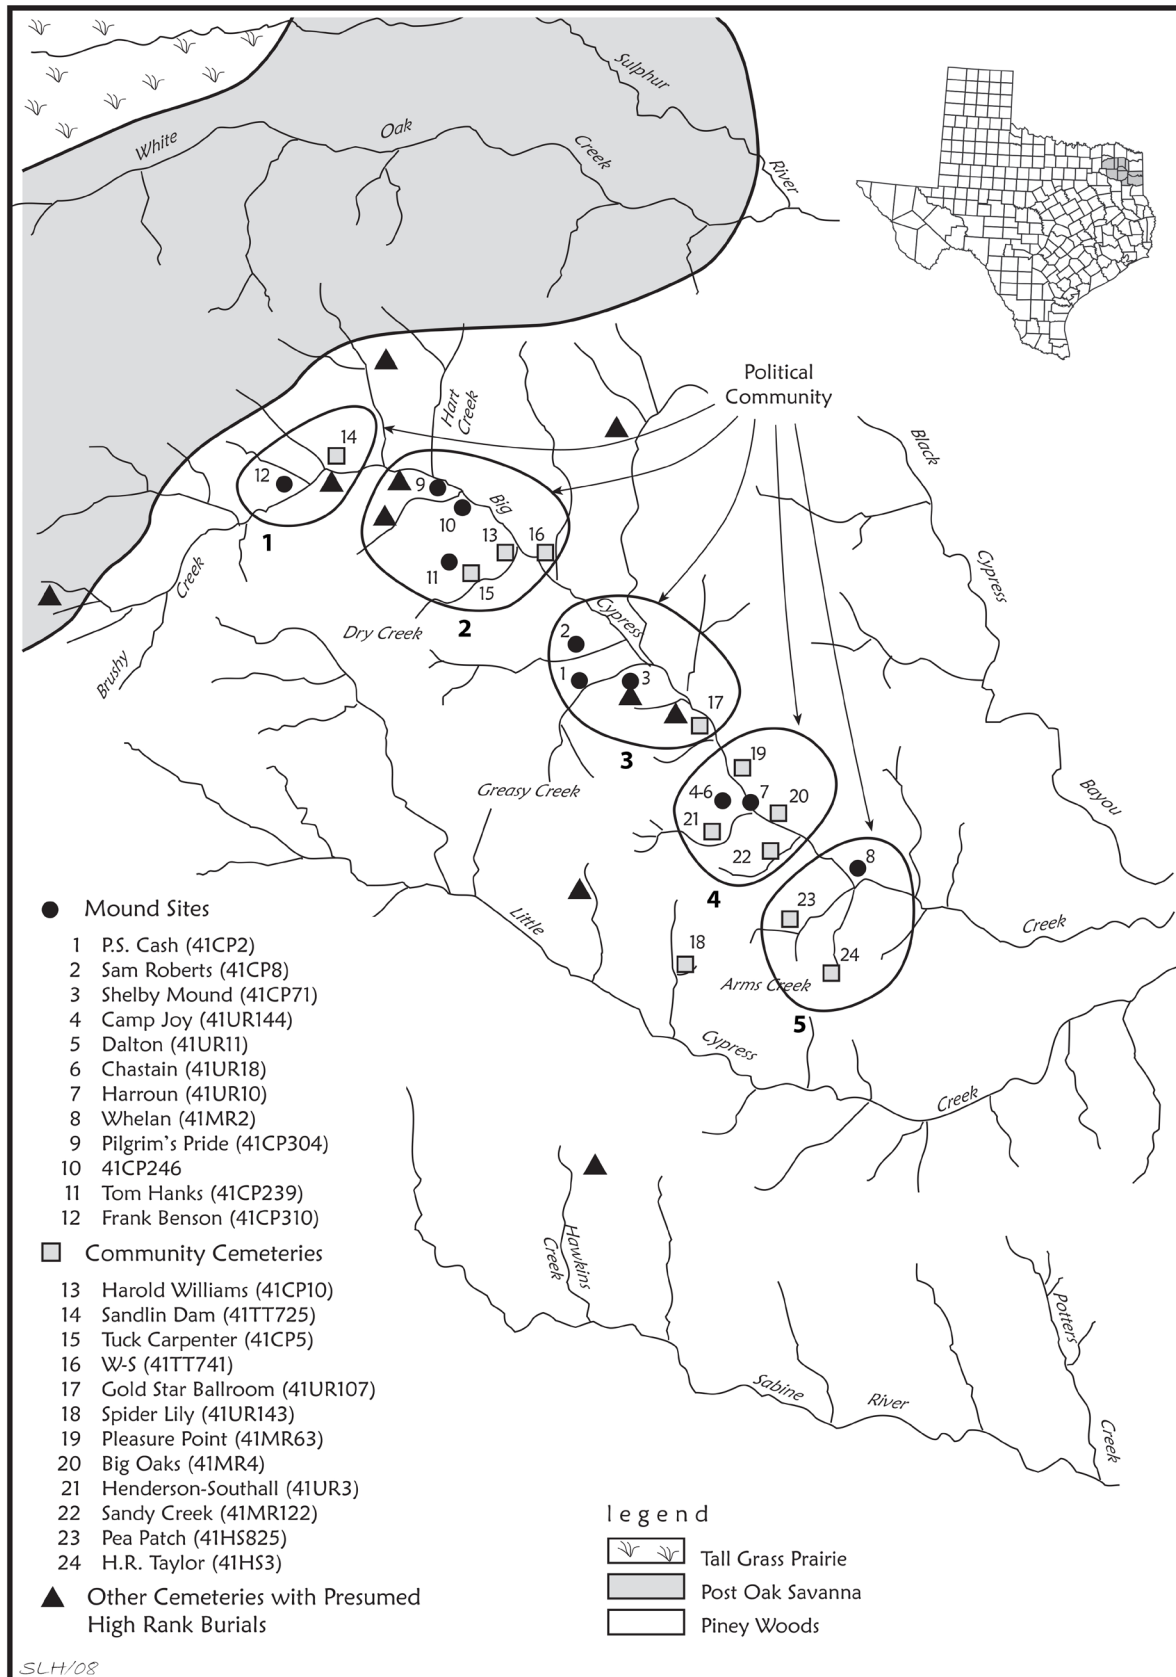 Sulphur
River
White
Oak
Creek
Political
Community
Hart
Creek
Black
Cypress
Bayou
14
12
1
9
10
Big
13
16
11
15
2
Creek
Brushy
Dry Creek
Cypress
2
1
3
17
3
Greasy Creek
19
4-6
7
20
21
22
4
8
23
24
5
18
Arms Creek
Creek
Little
Cypress
Creek
Hawkins
Creek
Sabine
River
Potters
Creek
Mound Sites
1 P.S. Cash (41CP2)
2 Sam Roberts (41CP8)
3 Shelby Mound (41CP71)
4 Camp Joy (41UR144)
5 Dalton (41UR11)
6 Chastain (41UR18)
7 Harroun (41UR10)
8 Whelan (41MR2)
9 Pilgrim's Pride (41CP304)
10 41CP246
11 Tom Hanks (41CP239)
12 Frank Benson (41CP310)
Community Cemeteries
13 Harold Williams (41CP10)
14 Sandlin Dam (41TT725)
15 Tuck Carpenter (41CP5)
16 W-S (41TT741)
17 Gold Star Ballroom (41UR107)
18 Spider Lily (41UR143)
19 Pleasure Point (41MR63)
20 Big Oaks (41MR4)
21 Henderson-Southall (41UR3)
22 Sandy Creek (41MR122)
23 Pea Patch (41HS825)
24 H.R. Taylor (41HS3)
Other Cemeteries with Presumed
High Rank Burials
legend
Tall Grass Prairie
Post Oak Savanna
Piney Woods
SLH/08